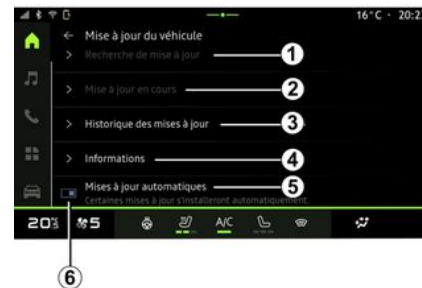 16°C · 20:2
Mise à jour du véhicule
Recherche de mise à jour
1
Mise à jour en cours
2
Historique des mises à jour
3
Informations
4
Mises à jour automatiques
5
Certaines mises à jour s'installeront automatiquement.
20
5
A/C
6